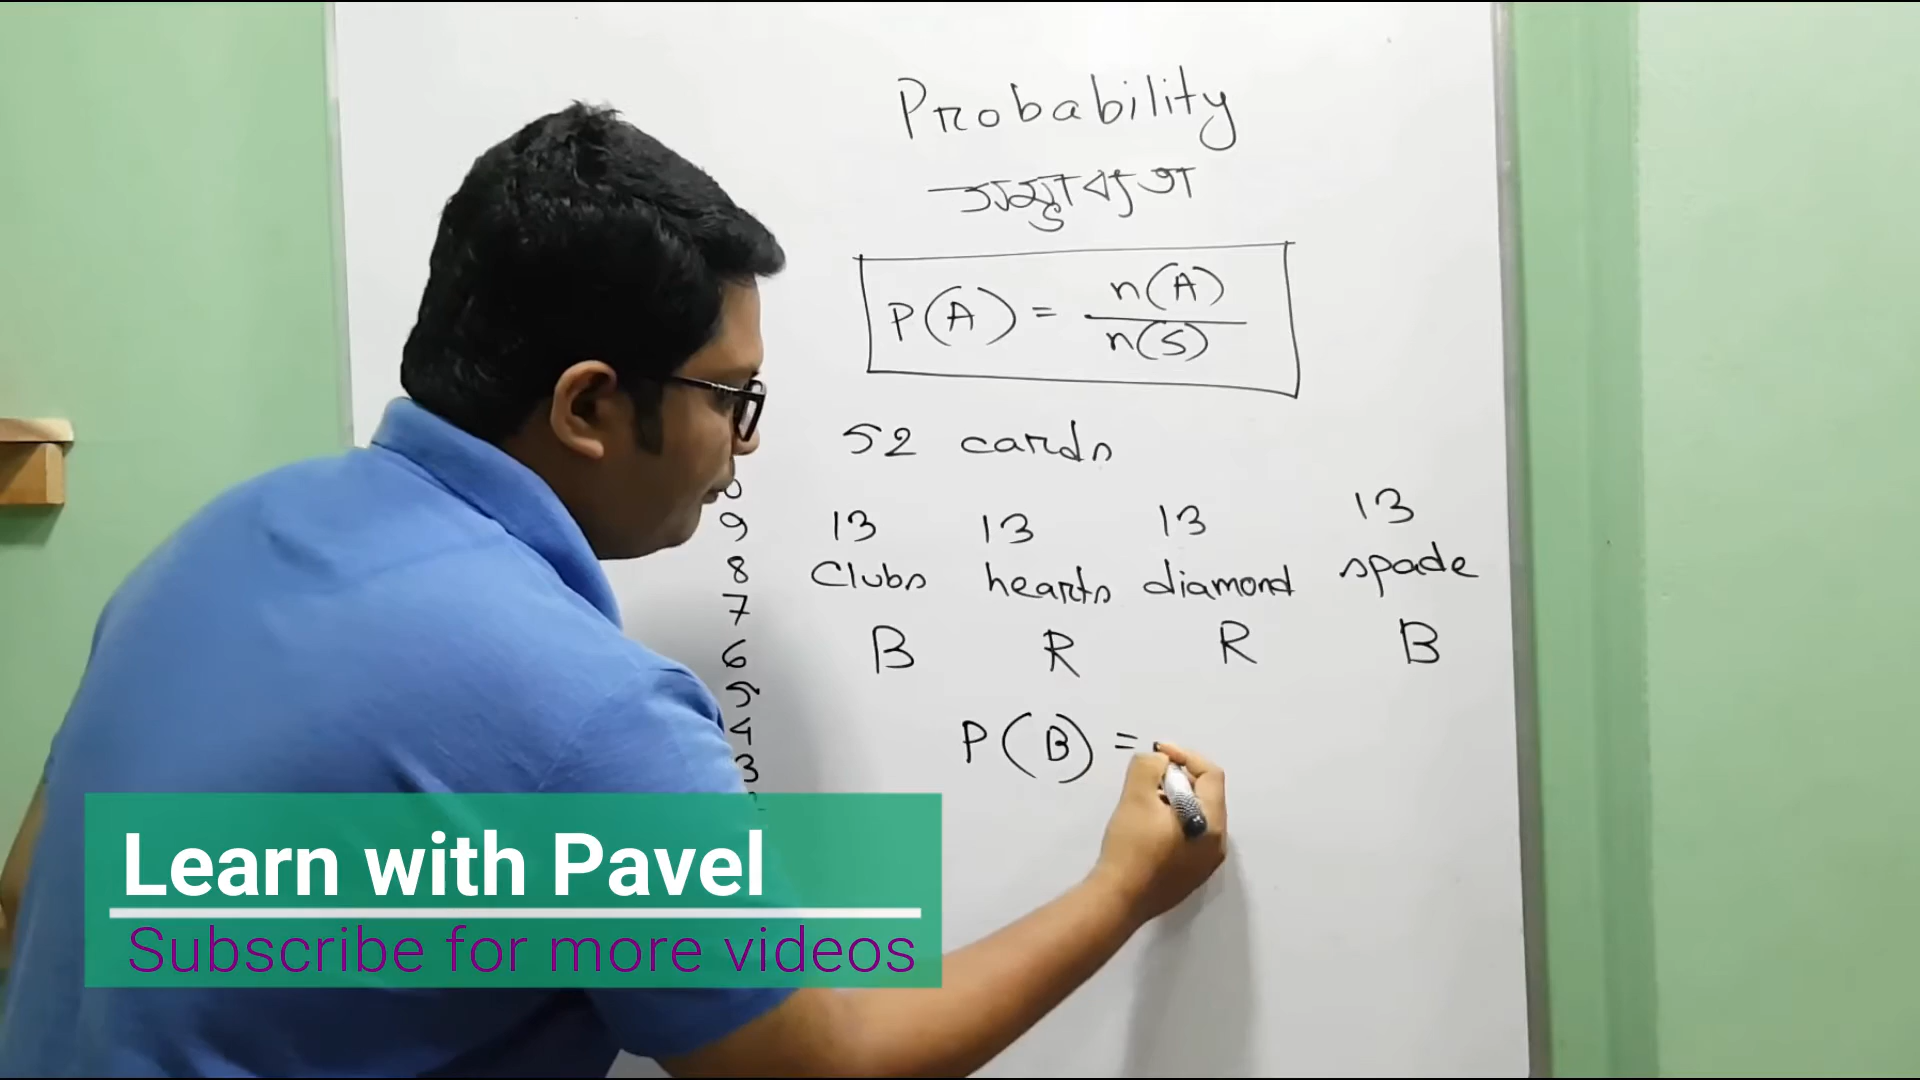 Probability
সম্ভাব্যতা
P(A) = n(A)/n(S)
52 cards
13 13 13 13
Clubs hearts diamond spade
B R R B
P(B) =
9
8
7
6
5
4
3
Learn with Pavel
Subscribe for more videos